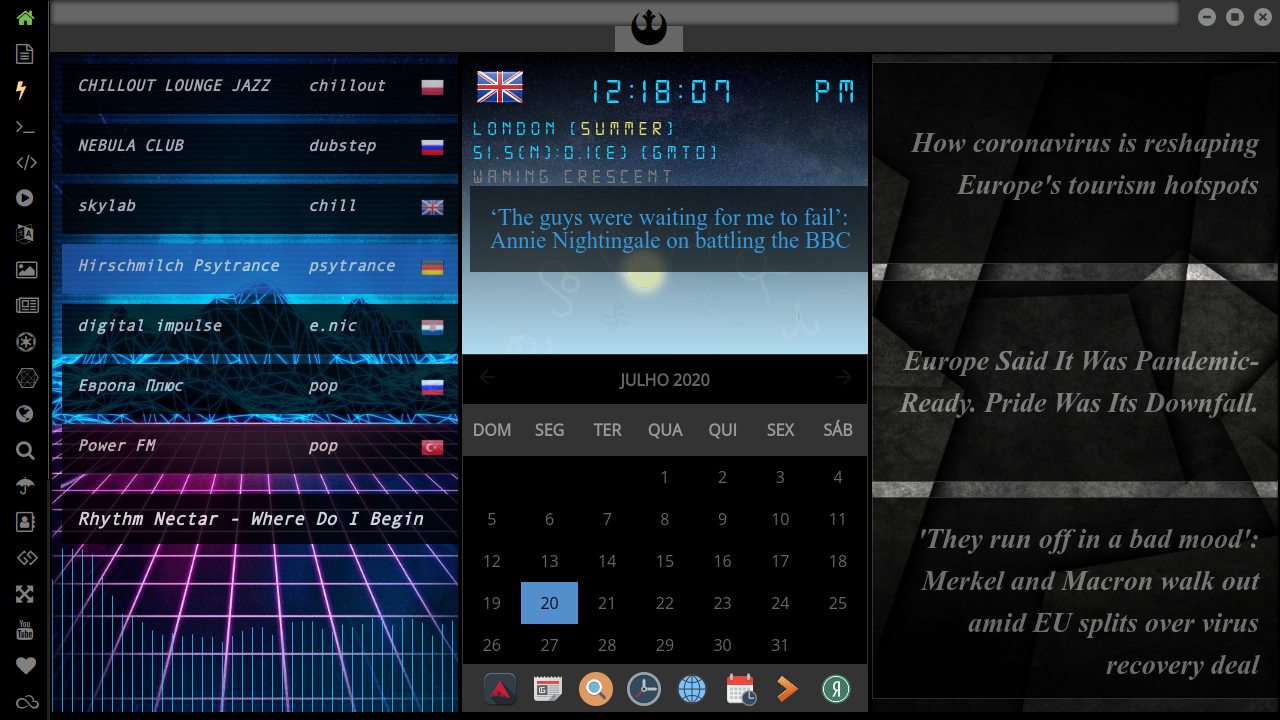 CHILLOUT LOUNGE JAZZ chillout
NEBULA CLUB dubstep
skylab chill
Hirschmilch Psytrance psytrance
digital impulse e.nic
Европа Плюс pop
Power FM pop
Rhythm Nectar - Where Do I Begin
You
Tube
12:18:07 PM
LONDON (SUMMER)
51.5(N):0.1(E) (GMT0)
WANING CRESCENT
‘The guys were waiting for me to fail’:
Annie Nightingale on battling the BBC
JULHO 2020
DOM SEG TER QUA QUI SEX SÁB
1 2 3 4
5 6 7 8 9 10 11
12 13 14 15 16 17 18
19 20 21 22 23 24 25
26 27 28 29 30 31
How coronavirus is reshaping
Europe's tourism hotspots
Europe Said It Was Pandemic-
Ready. Pride Was Its Downfall.
'They run off in a bad mood':
Merkel and Macron walk out
amid EU splits over virus
recovery deal